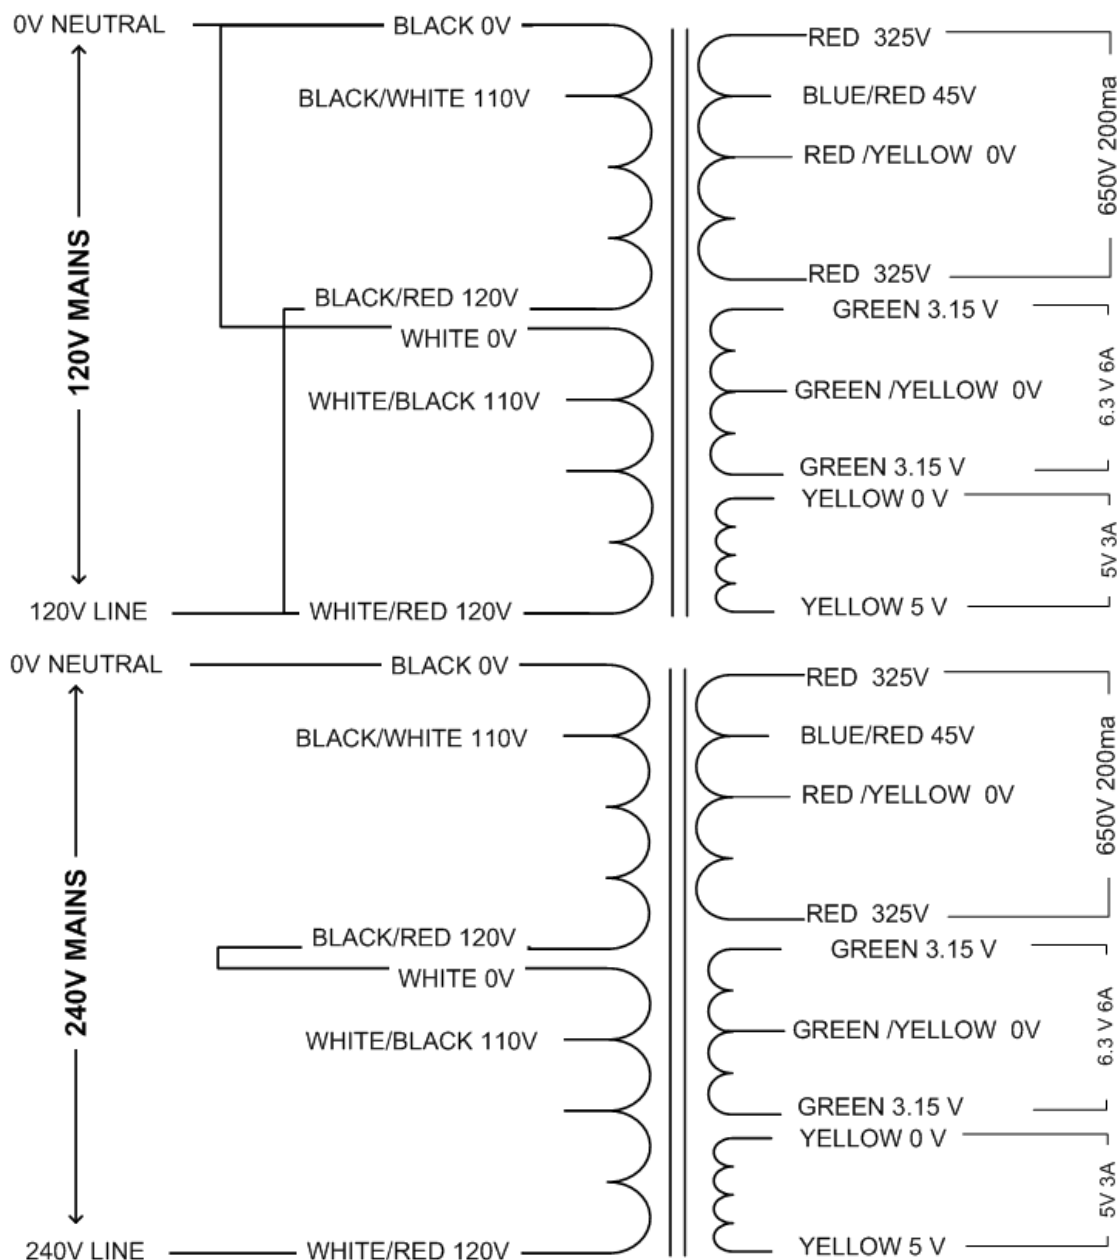 0V NEUTRAL
BLACK 0V
RED 325V
BLACK/WHITE 110V
BLUE/RED 45V
RED /YELLOW 0V
650V 200ma
120V MAINS
RED 325V
BLACK/RED 120V
GREEN 3.15 V
WHITE 0V
WHITE/BLACK 110V
GREEN /YELLOW 0V
6.3 V 6A
GREEN 3.15 V
YELLOW 0 V
5V 3A
120V LINE
WHITE/RED 120V
YELLOW 5 V
0V NEUTRAL
BLACK 0V
RED 325V
BLACK/WHITE 110V
BLUE/RED 45V
RED /YELLOW 0V
650V 200ma
240V MAINS
RED 325V
BLACK/RED 120V
GREEN 3.15 V
WHITE 0V
WHITE/BLACK 110V
GREEN /YELLOW 0V
6.3 V 6A
GREEN 3.15 V
YELLOW 0 V
5V 3A
240V LINE
WHITE/RED 120V
YELLOW 5 V